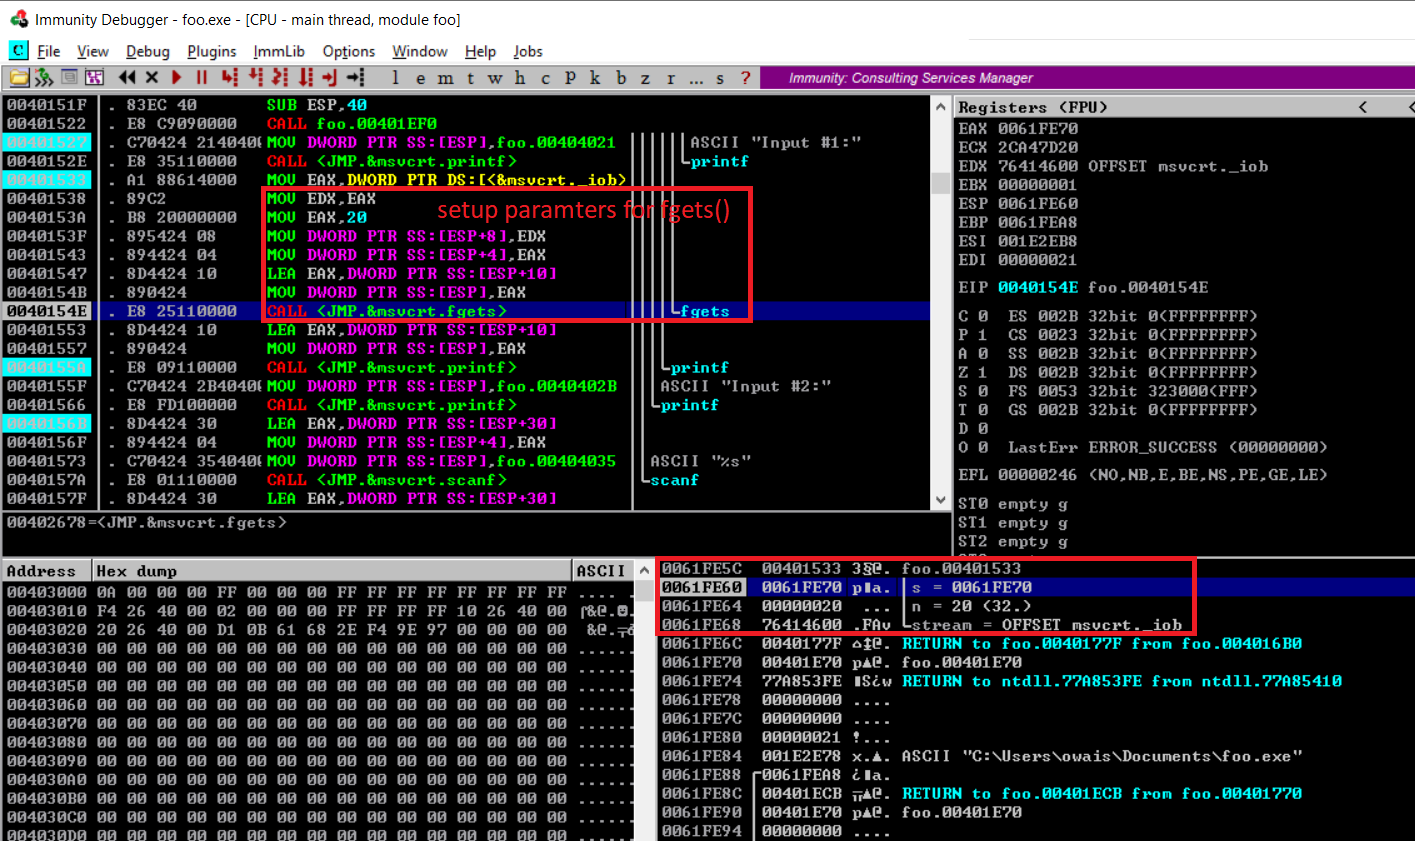 Immunity Debugger - foo.exe - [CPU - main thread, module foo]
C File View Debug Plugins ImmLib Options Window Help Jobs
l e m t w h c P k b z r ... s ? Immunity: Consulting Services Manager
0040151F . 83EC 40 SUB ESP,40
00401522 . E8 C9090000 CALL foo.00401EF0
00401527 . C70424 214040 MOV DWORD PTR SS:[ESP],foo.00404021 ASCII "Input #1:"
0040152E . E8 35110000 CALL <JMP.&msvcrt.printf> printf
00401533 . A1 88614000 MOV EAX,DWORD PTR DS:[<&msvcrt._iob>
00401538 . 89C2 MOV EDX,EAX
setup paramters for fgets()
0040153A . B8 20000000 MOV EAX,20
0040153F . 895424 08 MOV DWORD PTR SS:[ESP+8],EDX
00401543 . 894424 04 MOV DWORD PTR SS:[ESP+4],EAX
00401547 . 8D4424 10 LEA EAX,DWORD PTR SS:[ESP+10]
0040154B . 890424 MOV DWORD PTR SS:[ESP],EAX
0040154E . E8 25110000 CALL <JMP.&msvcrt.fgets> fgets
00401553 . 8D4424 10 LEA EAX,DWORD PTR SS:[ESP+10]
00401557 . 890424 MOV DWORD PTR SS:[ESP],EAX
0040155A . E8 09110000 CALL <JMP.&msvcrt.printf> printf
0040155F . C70424 2B4040 MOV DWORD PTR SS:[ESP],foo.0040402B ASCII "Input #2:"
00401566 . E8 FD100000 CALL <JMP.&msvcrt.printf> printf
0040156B . 8D4424 30 LEA EAX,DWORD PTR SS:[ESP+30]
0040156F . 894424 04 MOV DWORD PTR SS:[ESP+4],EAX
00401573 . C70424 354040 MOV DWORD PTR SS:[ESP],foo.00404035 ASCII "%s"
0040157A . E8 01110000 CALL <JMP.&msvcrt.scanf> scanf
0040157F . 8D4424 30 LEA EAX,DWORD PTR SS:[ESP+30]
00402678=<JMP.&msvcrt.fgets>
Registers (FPU) < <
EAX 0061FE70
ECX 2CA47D20
EDX 76414600 OFFSET msvcrt._iob
EBX 00000001
ESP 0061FE60
EBP 0061FEA8
ESI 001E2EB8
EDI 00000021
EIP 0040154E foo.0040154E
C 0 ES 002B 32bit 0(FFFFFFFF)
P 1 CS 0023 32bit 0(FFFFFFFF)
A 0 SS 002B 32bit 0(FFFFFFFF)
Z 1 DS 002B 32bit 0(FFFFFFFF)
S 0 FS 0053 32bit 323000(FFF)
T 0 GS 002B 32bit 0(FFFFFFFF)
D 0
O 0 LastErr ERROR_SUCCESS (00000000)
EFL 00000246 (NO,NB,E,BE,NS,PE,GE,LE)
ST0 empty g
ST1 empty g
ST2 empty g
Address Hex dump ASCII
00403000 0A 00 00 00 FF 00 00 00 FF FF FF FF FF FF FF FF .... ..
00403010 F4 26 40 00 02 00 00 00 FF FF FF FF 10 26 40 00
00403020 20 26 40 00 D1 0B 61 68 2E F4 9E 97 00 00 00 00
00403030 00 00 00 00 00 00 00 00 00 00 00 00 00 00 00 00 ......
00403040 00 00 00 00 00 00 00 00 00 00 00 00 00 00 00 00 ......
00403050 00 00 00 00 00 00 00 00 00 00 00 00 00 00 00 00 ......
00403060 00 00 00 00 00 00 00 00 00 00 00 00 00 00 00 00 ......
00403070 00 00 00 00 00 00 00 00 00 00 00 00 00 00 00 00 ......
00403080 00 00 00 00 00 00 00 00 00 00 00 00 00 00 00 00 ......
00403090 00 00 00 00 00 00 00 00 00 00 00 00 00 00 00 00 ......
004030A0 00 00 00 00 00 00 00 00 00 00 00 00 00 00 00 00 ......
004030B0 00 00 00 00 00 00 00 00 00 00 00 00 00 00 00 00 ......
004030C0 00 00 00 00 00 00 00 00 00 00 00 00 00 00 00 00 ......
004030D0 00 00 00 00 00 00 00 00 00 00 00 00 00 00 00 00 ......
0061FE5C 00401533 3§@. foo.00401533
0061FE60 0061FE70 s = 0061FE70
0061FE64 00000020 ... n = 20 (32.)
0061FE68 76414600 .FAv stream = OFFSET msvcrt._iob
0061FE6C 0040177F RETURN to foo.0040177F from foo.004016B0
0061FE70 00401E70 p▲@. foo.00401E70
0061FE74 77A853FE RETURN to ntdll.77A853FE from ntdll.77A85410
0061FE78 00000000 ....
0061FE7C 00000000 ....
0061FE80 00000021 !...
0061FE84 001E2E78 x.▲. ASCII "C:\Users\owais\Documents\foo.exe"
0061FE88 0061FEA8
0061FE8C 00401ECB RETURN to foo.00401ECB from foo.00401770
0061FE90 00401E70 p▲@. foo.00401E70
0061FE94 00000000 ....